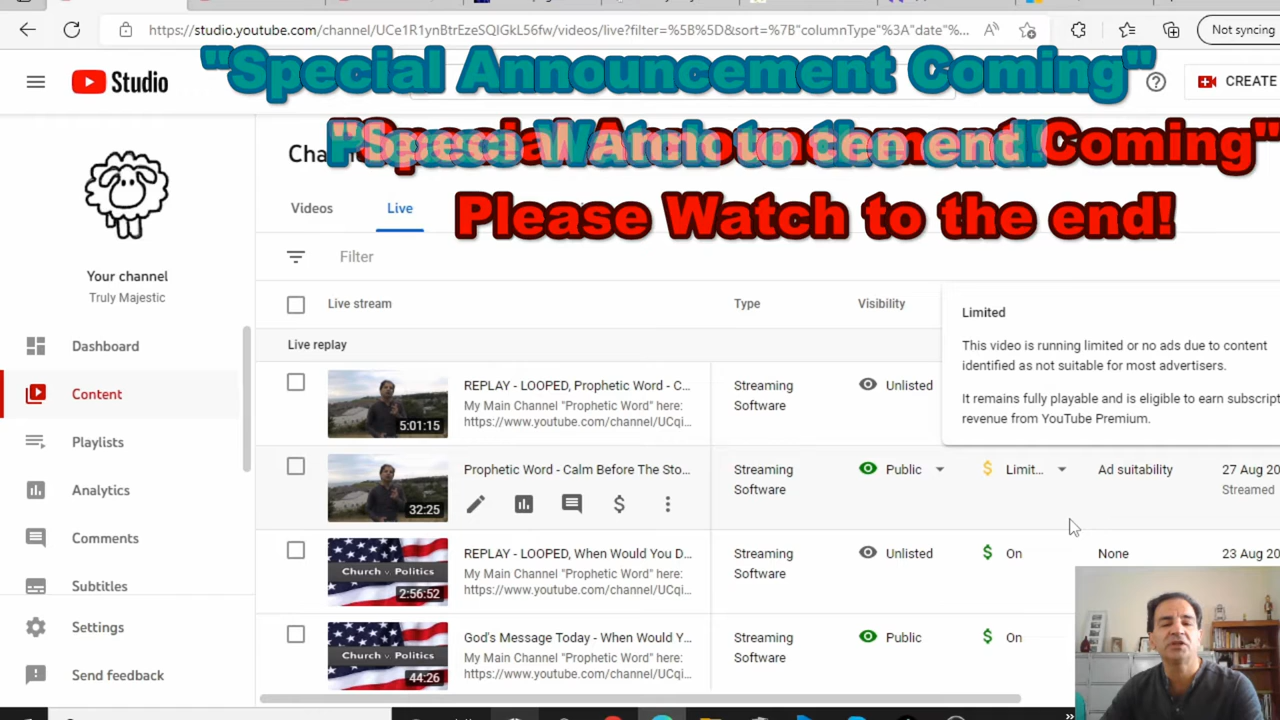 https://studio.youtube.com/channel/UCe1R1ynBtrEzeSQIGkL56fw/videos/live?filter=%5B%5D&sort=%7B"columnType"%3A"date"%...
Not syncing
"Special Announcement Coming"
Studio
CREATE
"Special Announcement Coming"
Please Watch to the end!
Videos
Live
Filter
Your channel
Truly Majestic
Live stream
Type
Visibility
Limited
This video is running limited or no ads due to content
identified as not suitable for most advertisers.
It remains fully playable and is eligible to earn subscript
revenue from YouTube Premium.
Live replay
Dashboard
Content
Playlists
Analytics
Comments
Subtitles
Settings
Send feedback
REPLAY - LOOPED, Prophetic Word - C...
My Main Channel "Prophetic Word" here:
https://www.youtube.com/channel/UCqi...
5:01:15
Streaming
Software
Unlisted
Prophetic Word - Calm Before The Sto...
32:25
Streaming
Software
Public
$ Limit...
Ad suitability
27 Aug 20
Streamed
REPLAY - LOOPED, When Would You D...
My Main Channel "Prophetic Word" here:
https://www.youtube.com/channel/UCqi...
Church v. Politics
2:56:52
Streaming
Software
Unlisted
$ On
None
23 Aug 20
God's Message Today - When Would Y...
My Main Channel "Prophetic Word" here:
https://www.youtube.com/channel/UCqi...
Church v. Politics
44:26
Streaming
Software
Public
$ On